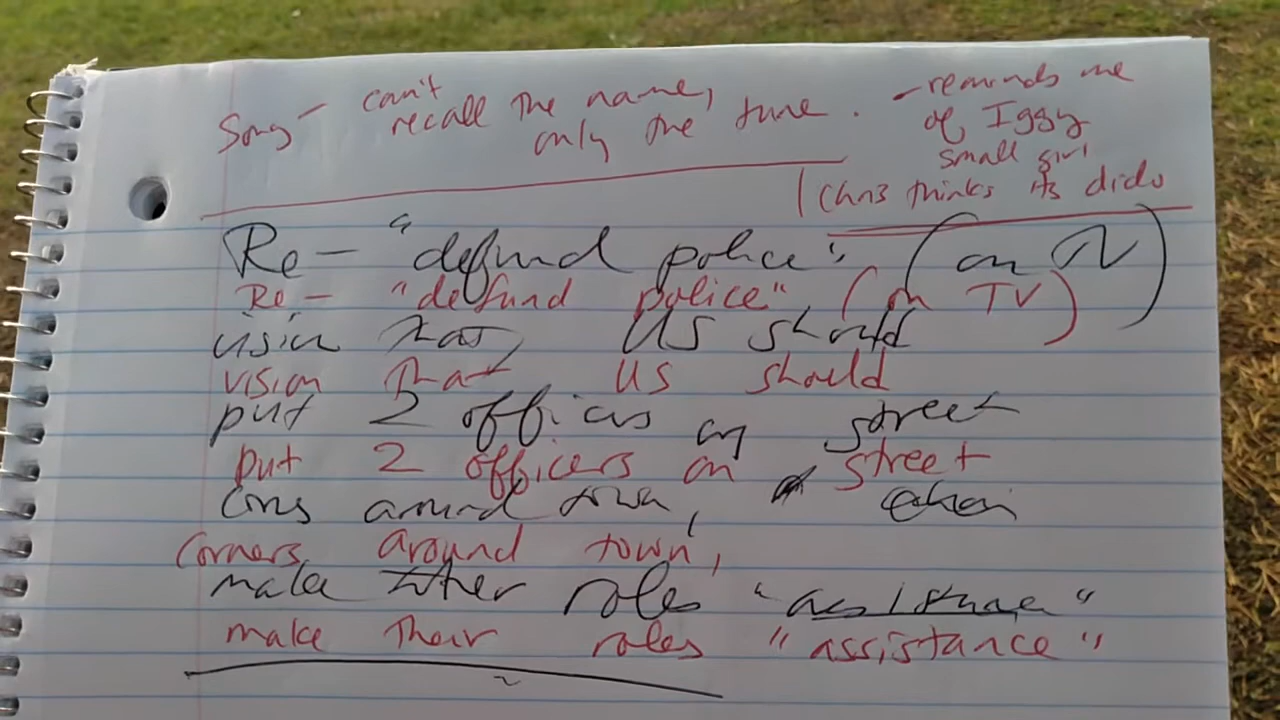 Song - can't recall the name,
only the tune.
- reminds me
of Iggy
small girl
Chris thinks its dido
Re - "defund police", (on TV)
Re - "defund police", (on TV)
vision that US should
vision that US should
put 2 officers on street
put 2 officers on street
corners around town,
corners around town,
make their roles "assistance"
make their roles "assistance"